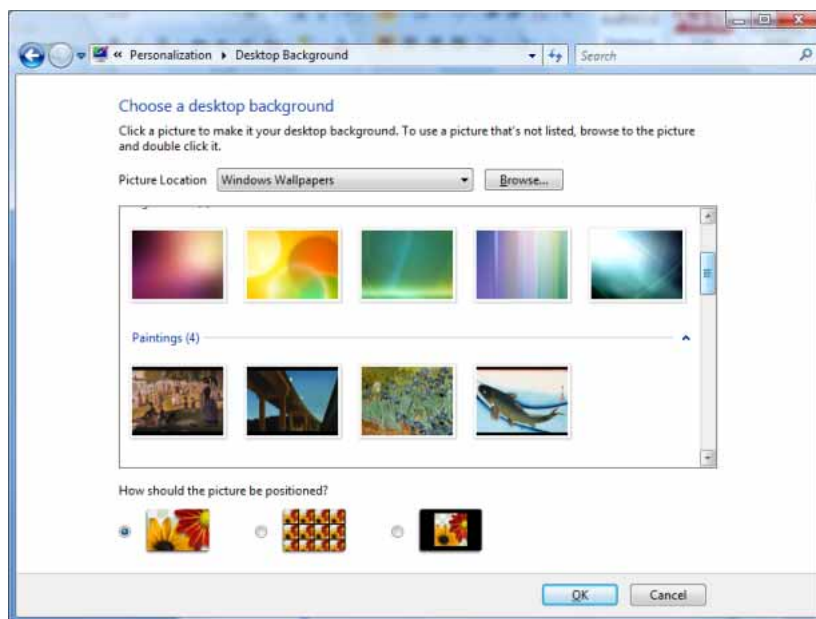 « Personalization ▸ Desktop Background
Search
Choose a desktop background
Click a picture to make it your desktop background. To use a picture that's not listed, browse to the picture
and double click it.
Picture Location
Windows Wallpapers
Browse...
Paintings (4)
How should the picture be positioned?
OK
Cancel